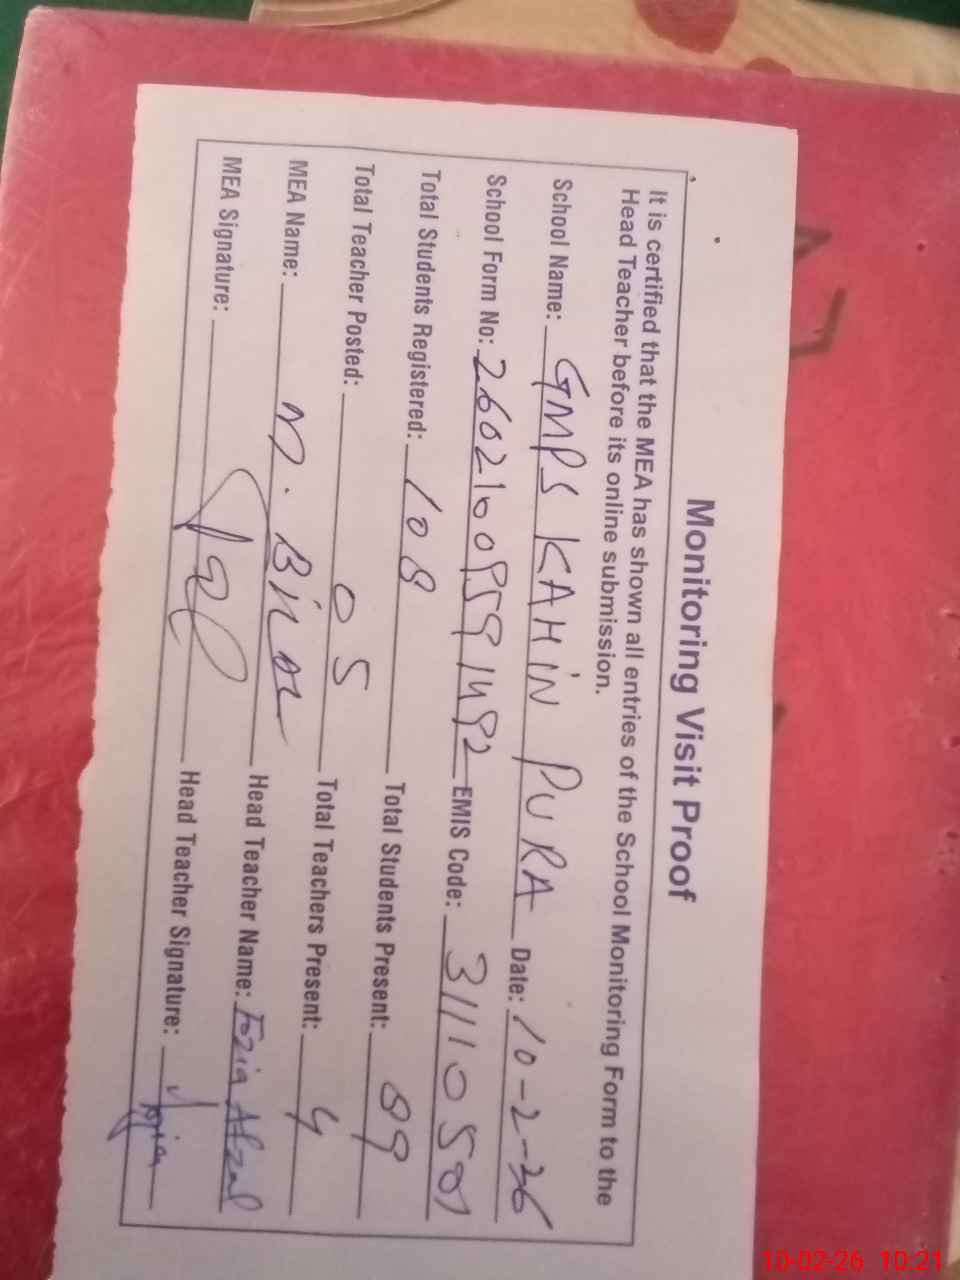 Monitoring Visit Proof
It is certified that the MEA has shown all entries of the School Monitoring Form to the
Head Teacher before its online submission.
School Name: GMPS KAHIN PURA Date: 10-2-26
School Form No: 26021009591492 EMIS Code: 31110501
Total Students Registered: 108 Total Students Present: 89
Total Teacher Posted: 05 Total Teachers Present: 4
MEA Name: M. Bilal Head Teacher Name: Fozia Afzal
MEA Signature: Head Teacher Signature: Fozia
10-02-26 10:21